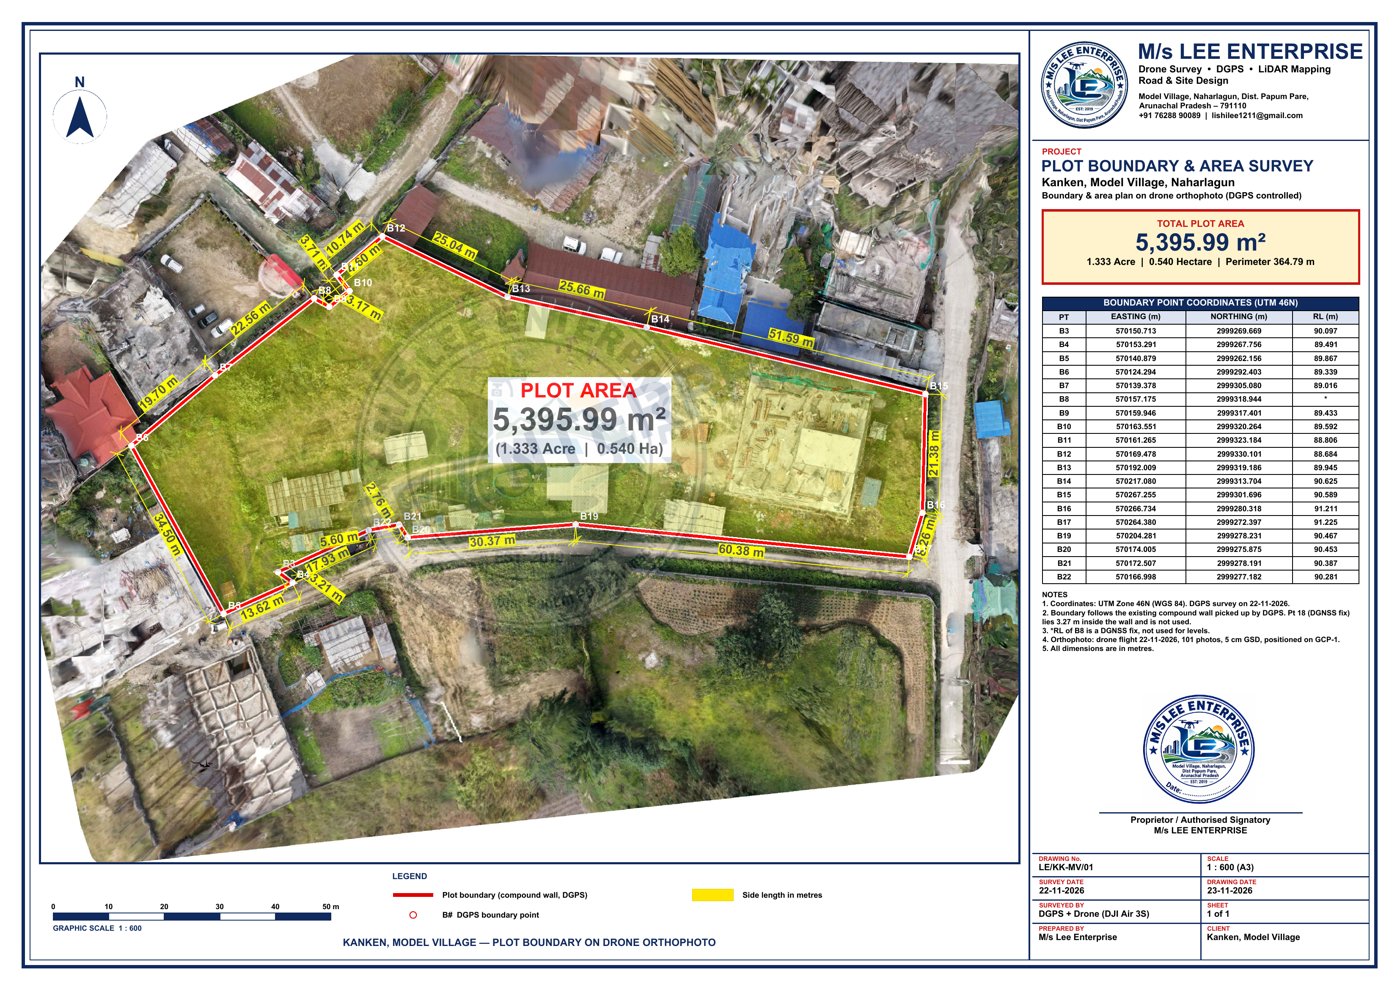 N
B12
10.74 m
3.71 m
25.04 m
B10
B8
3.17 m
B13
25.66 m
B14
22.56 m
51.59 m
B15
19.70 m
B6
PLOT AREA
5,395.99 m²
(1.333 Acre | 0.540 Ha)
21.38 m
2.76 m
B16
B21
B22
B20
B19
34.50 m
5.60 m
30.37 m
60.38 m
17.93 m
B3
3.21 m
13.62 m
LEGEND
Plot boundary (compound wall, DGPS)
Side length in metres
B# DGPS boundary point
0 10 20 30 40 50 m
GRAPHIC SCALE 1 : 600
KANKEN, MODEL VILLAGE — PLOT BOUNDARY ON DRONE ORTHOPHOTO
M/s LEE ENTERPRISE
Drone Survey • DGPS • LiDAR Mapping
Road & Site Design
Model Village, Naharlagun, Dist. Papum Pare,
Arunachal Pradesh – 791110
+91 76288 90089 | lishilee1211@gmail.com
PROJECT
PLOT BOUNDARY & AREA SURVEY
Kanken, Model Village, Naharlagun
Boundary & area plan on drone orthophoto (DGPS controlled)
TOTAL PLOT AREA
5,395.99 m²
1.333 Acre | 0.540 Hectare | Perimeter 364.79 m
BOUNDARY POINT COORDINATES (UTM 46N)
PT EASTING (m) NORTHING (m) RL (m)
B3 570150.713 2999269.669 90.097
B4 570153.291 2999267.756 89.491
B5 570140.879 2999262.156 89.867
B6 570124.294 2999292.403 89.339
B7 570139.378 2999305.080 89.016
B8 570157.175 2999318.944 *
B9 570159.946 2999317.401 89.433
B10 570163.551 2999320.264 89.592
B11 570161.265 2999323.184 88.806
B12 570169.478 2999330.101 88.684
B13 570192.009 2999319.186 89.945
B14 570217.080 2999313.704 90.625
B15 570267.255 2999301.696 90.589
B16 570266.734 2999280.318 91.211
B17 570264.380 2999272.397 91.225
B19 570204.281 2999278.231 90.467
B20 570174.005 2999275.875 90.453
B21 570172.507 2999278.191 90.387
B22 570166.998 2999277.182 90.281
NOTES
1. Coordinates: UTM Zone 46N (WGS 84). DGPS survey on 22-11-2026.
2. Boundary follows the existing compound wall picked up by DGPS. Pt 18 (DGNSS fix)
lies 3.27 m inside the wall and is not used.
3. *RL of B8 is a DGNSS fix, not used for levels.
4. Orthophoto: drone flight 22-11-2026, 101 photos, 5 cm GSD, positioned on GCP-1.
5. All dimensions are in metres.
M/S LEE ENTERPRISE
Model Village, Naharlagun,
Dist Papum Pare,
Arunachal Pradesh
EST: 2019
Date:
Proprietor / Authorised Signatory
M/s LEE ENTERPRISE
DRAWING No.
LE/KK-MV/01
SCALE
1 : 600 (A3)
SURVEY DATE
22-11-2026
DRAWING DATE
23-11-2026
SURVEYED BY
DGPS + Drone (DJI Air 3S)
SHEET
1 of 1
PREPARED BY
M/s Lee Enterprise
CLIENT
Kanken, Model Village